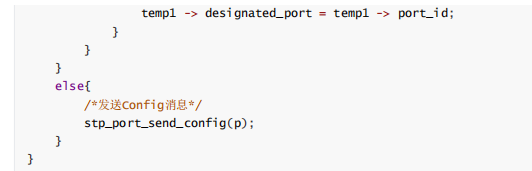 temp1 -> designated_port = temp1 -> port_id;
}
}
}
else{
/*发送Config消息*/
stp_port_send_config(p);
}
}